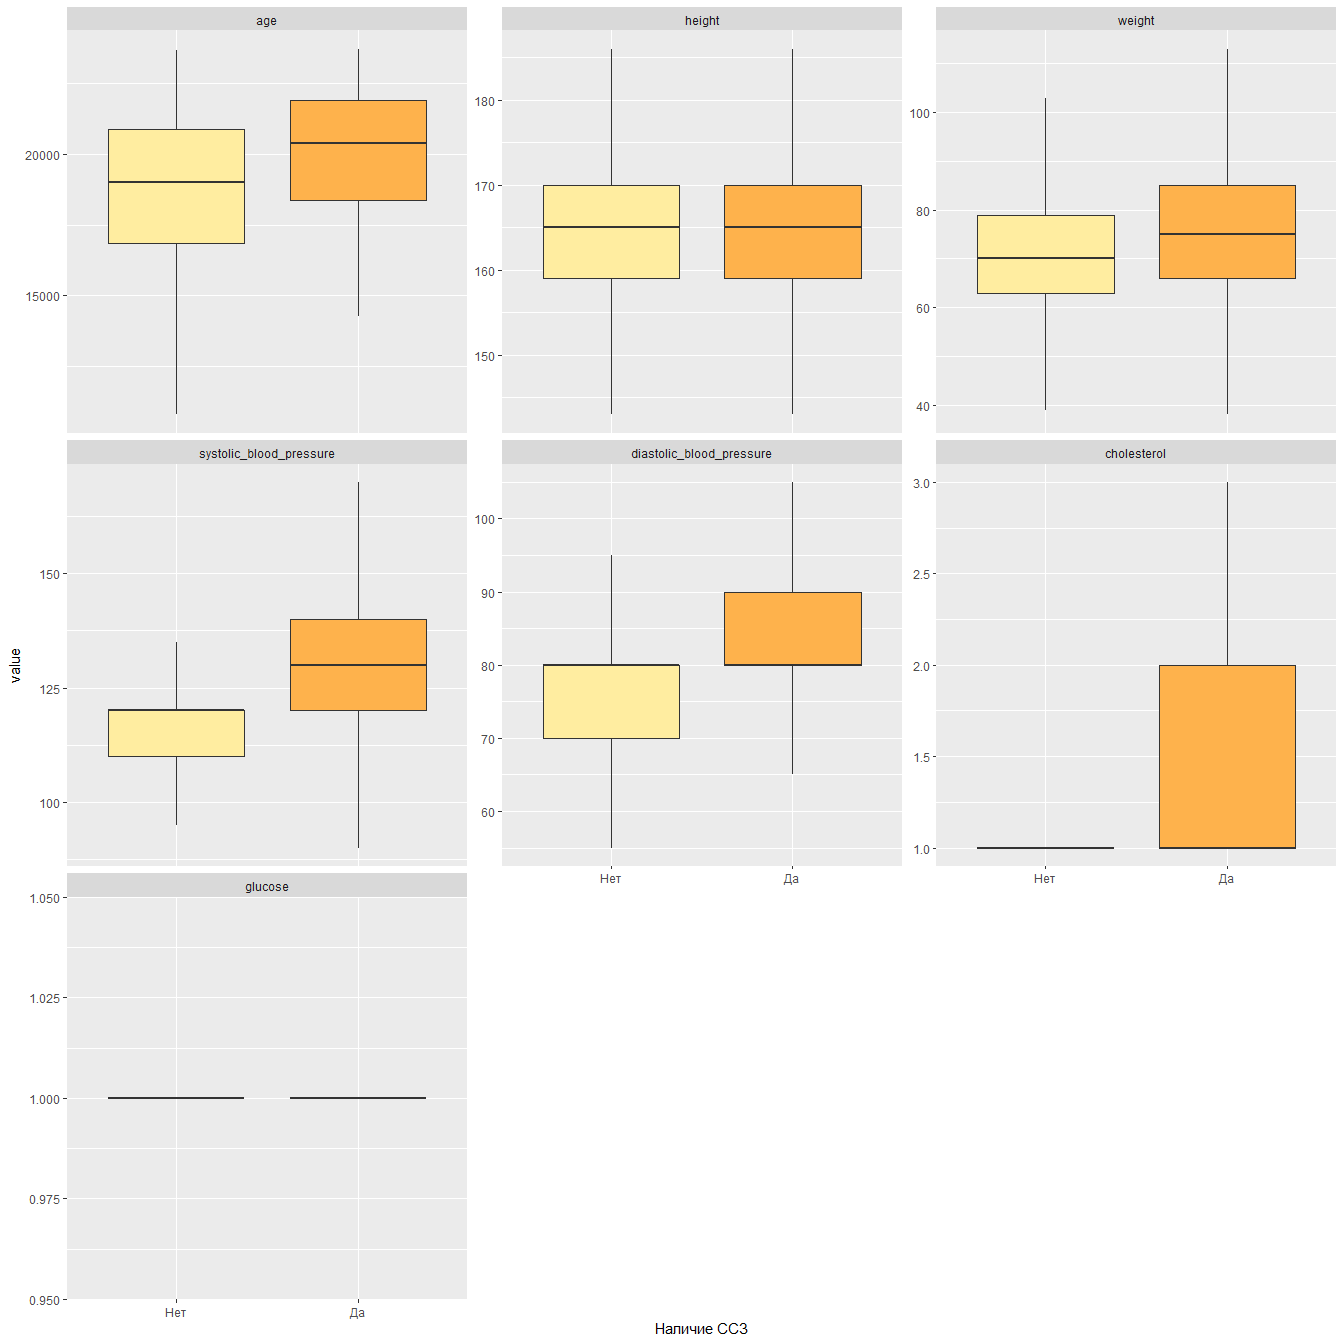 age
height
weight
20000
15000
180
170
160
150
100
80
60
40
systolic_blood_pressure
diastolic_blood_pressure
cholesterol
150
125
100
100
90
80
70
60
3.0
2.5
2.0
1.5
1.0
value
Нет
Да
Нет
Да
glucose
1.050
1.025
1.000
0.975
0.950
Нет
Да
Наличие ССЗ